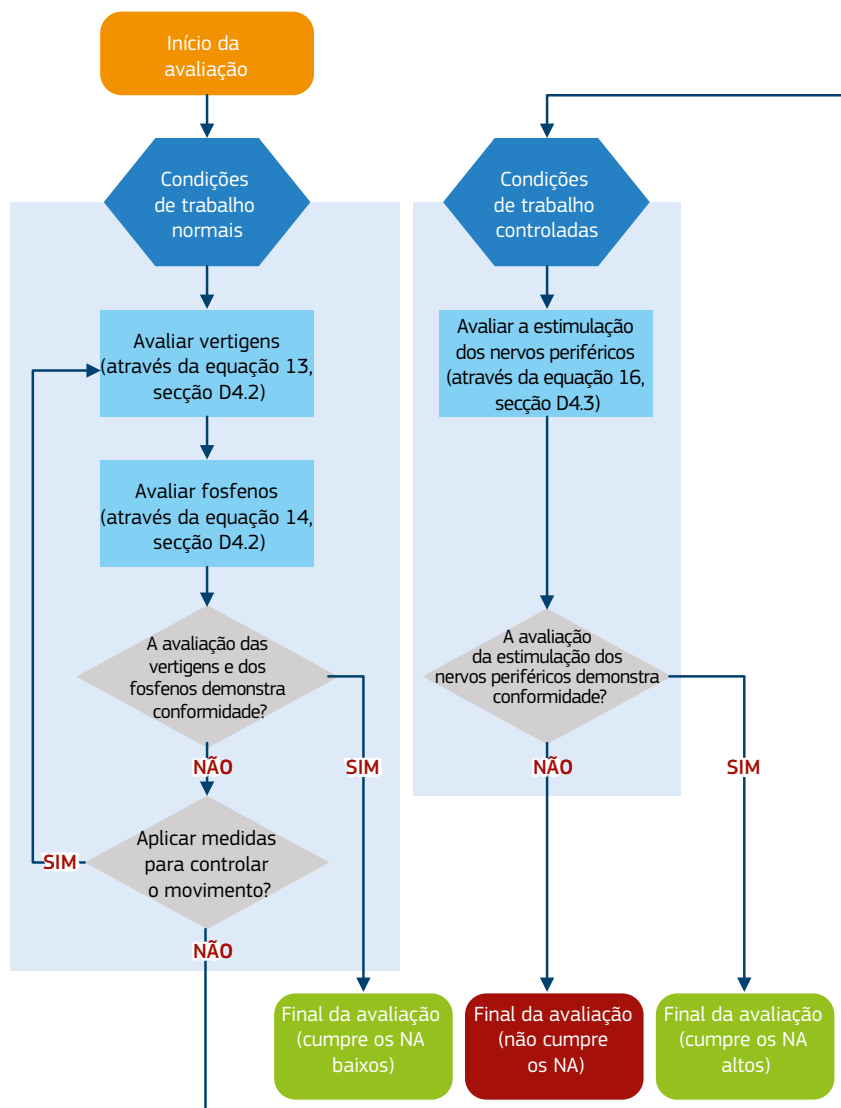 Início da
avaliação
Condições
de trabalho
normais
Avaliar vertigens
(através da equação 13,
secção D4.2)
Avaliar fosfenos
(através da equação 14,
secção D4.2)
A avaliação das
vertigens e dos
fosfenos demonstra
conformidade?
NÃO
SIM
Aplicar medidas
para controlar
o movimento?
SIM
NÃO
Final da avaliação
(cumpre os NA
baixos)
Condições
de trabalho
controladas
Avaliar a estimulação
dos nervos periféricos
(através da equação 16,
secção D4.3)
A avaliação
da estimulação dos
nervos periféricos demonstra
conformidade?
NÃO
SIM
Final da avaliação
(não cumpre
os NA)
Final da avaliação
(cumpre os NA
altos)